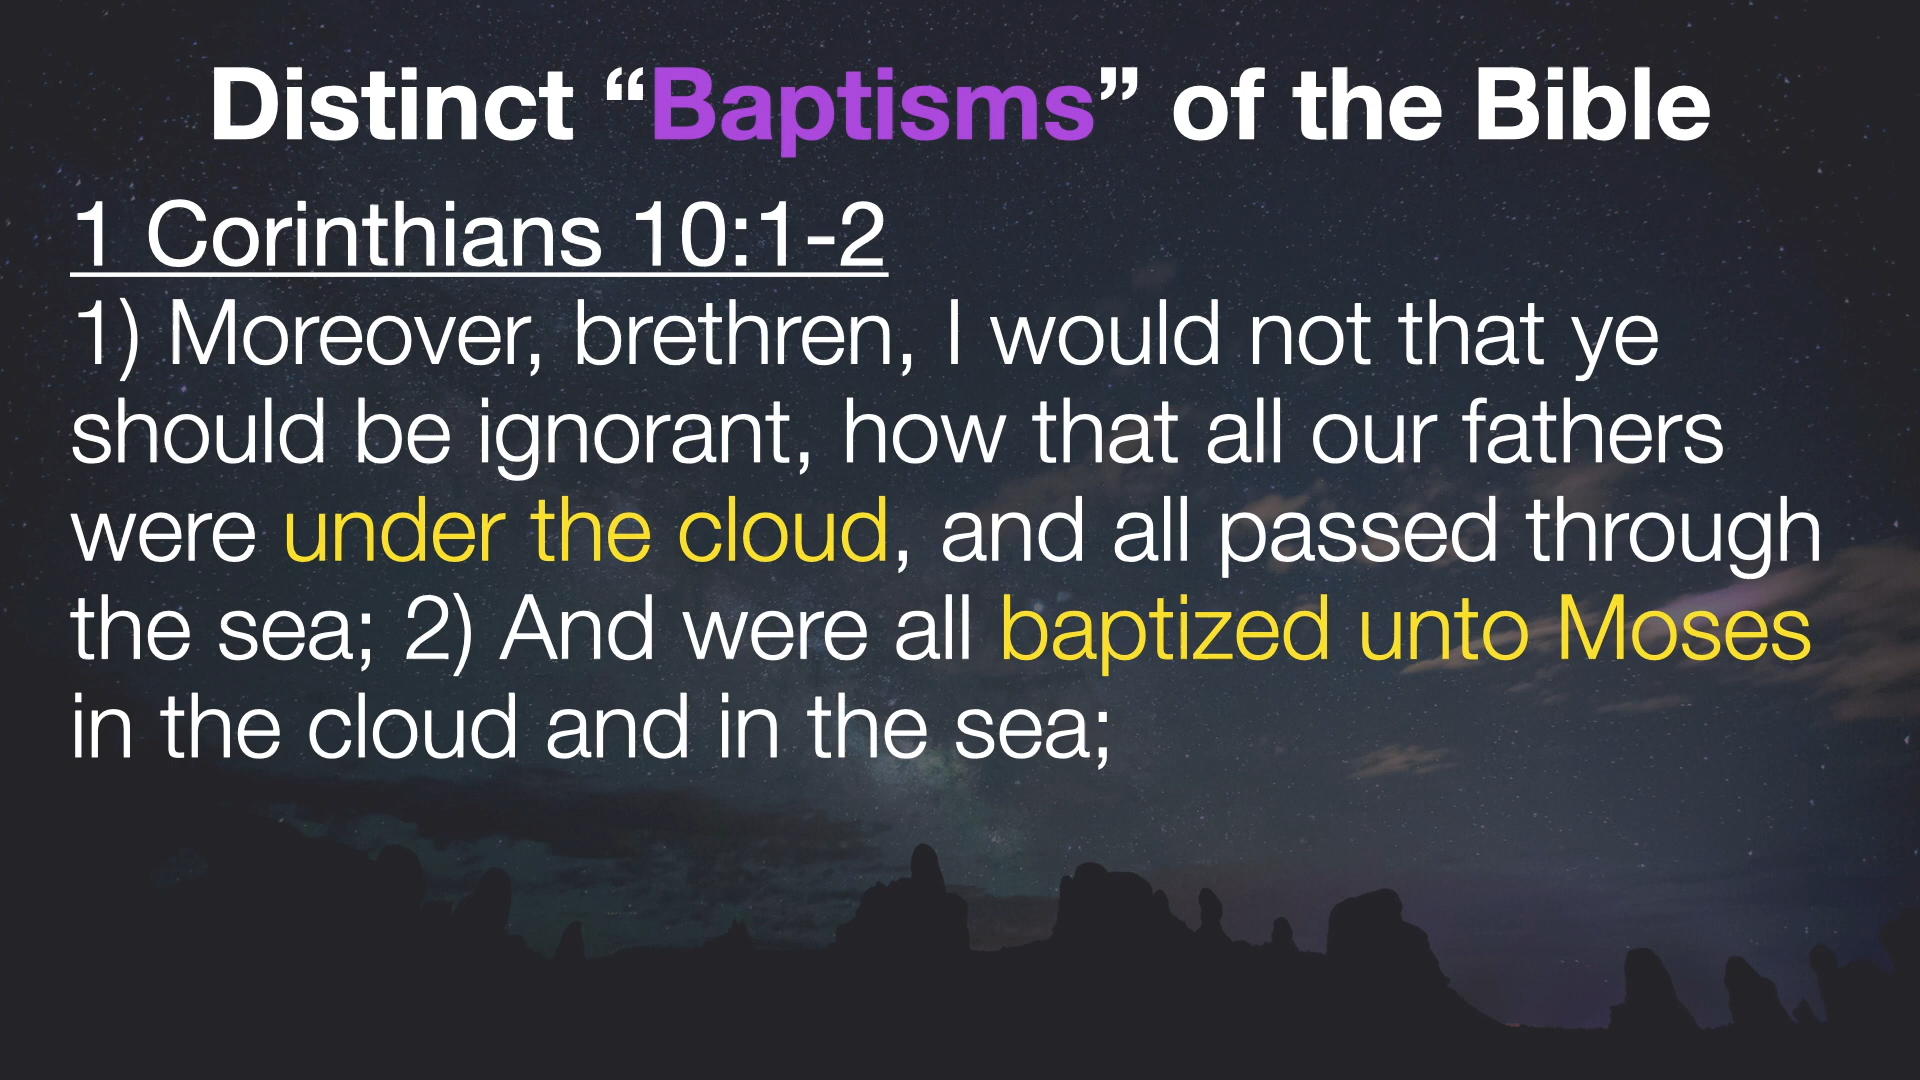 Distinct “Baptisms” of the Bible
1 Corinthians 10:1-2
1) Moreover, brethren, I would not that ye
should be ignorant, how that all our fathers
were under the cloud, and all passed through
the sea; 2) And were all baptized unto Moses
in the cloud and in the sea;